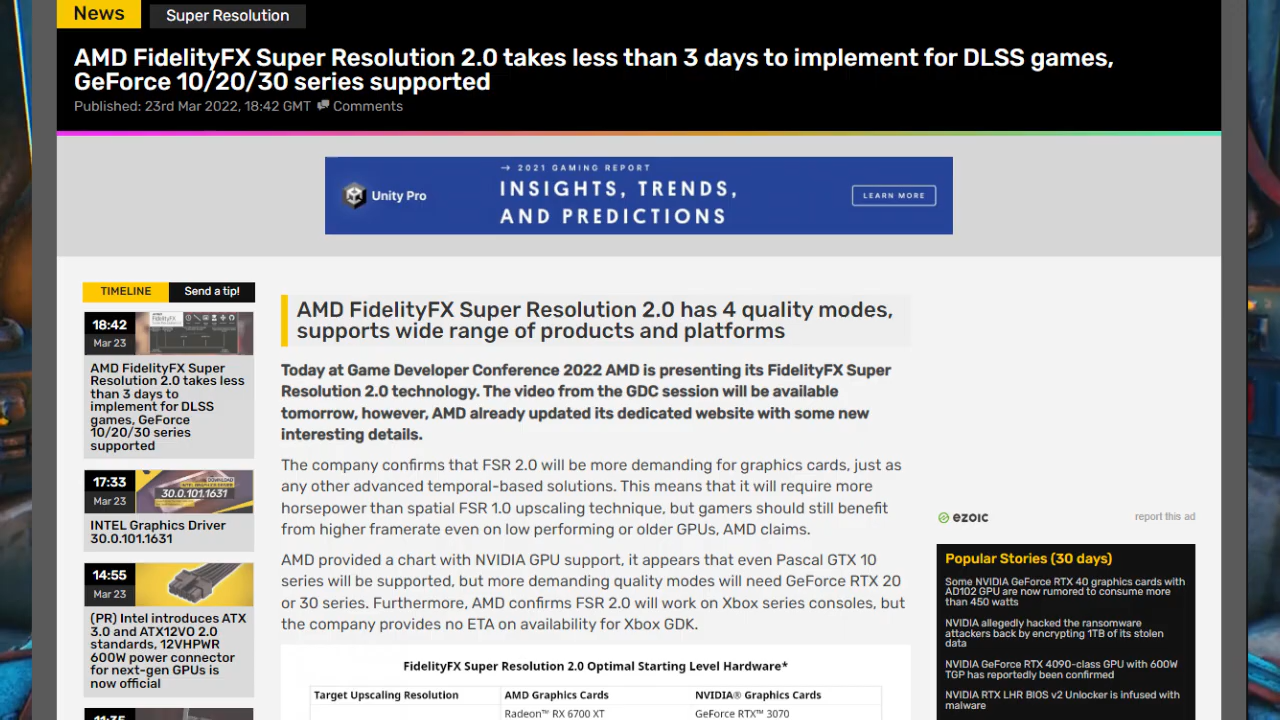 News
Super Resolution
AMD FidelityFX Super Resolution 2.0 takes less than 3 days to implement for DLSS games,
GeForce 10/20/30 series supported
Published: 23rd Mar 2022, 18:42 GMT Comments
→ 2021 GAMING REPORT
Unity Pro
INSIGHTS, TRENDS,
AND PREDICTIONS
LEARN MORE
TIMELINE
Send a tip!
18:42
Mar 23
AMD FidelityFX Super
Resolution 2.0 takes less
than 3 days to
implement for DLSS
games, GeForce
10/20/30 series
supported
17:33
Mar 23
DOWNLOAD
30.0.101.1631
INTEL Graphics Driver
30.0.101.1631
14:55
Mar 23
(PR) Intel introduces ATX
3.0 and ATX12VO 2.0
standards, 12VHPWR
600W power connector
for next-gen GPUs is
now official
AMD FidelityFX Super Resolution 2.0 has 4 quality modes,
supports wide range of products and platforms
Today at Game Developer Conference 2022 AMD is presenting its FidelityFX Super
Resolution 2.0 technology. The video from the GDC session will be available
tomorrow, however, AMD already updated its dedicated website with some new
interesting details.
The company confirms that FSR 2.0 will be more demanding for graphics cards, just as
any other advanced temporal-based solutions. This means that it will require more
horsepower than spatial FSR 1.0 upscaling technique, but gamers should still benefit
from higher framerate even on low performing or older GPUs, AMD claims.
AMD provided a chart with NVIDIA GPU support, it appears that even Pascal GTX 10
series will be supported, but more demanding quality modes will need GeForce RTX 20
or 30 series. Furthermore, AMD confirms FSR 2.0 will work on Xbox series consoles, but
the company provides no ETA on availability for Xbox GDK.
FidelityFX Super Resolution 2.0 Optimal Starting Level Hardware*
Target Upscaling Resolution
AMD Graphics Cards
NVIDIA® Graphics Cards
Radeon™ RX 6700 XT
GeForce RTX™ 3070
ezoic
report this ad
Popular Stories (30 days)
Some NVIDIA GeForce RTX 40 graphics cards with
AD102 GPU are now rumored to consume more
than 450 watts
NVIDIA allegedly hacked the ransomware
attackers back by encrypting 1TB of its stolen
data
NVIDIA GeForce RTX 4090-class GPU with 600W
TGP has reportedly been confirmed
NVIDIA RTX LHR BIOS v2 Unlocker is infused with
malware